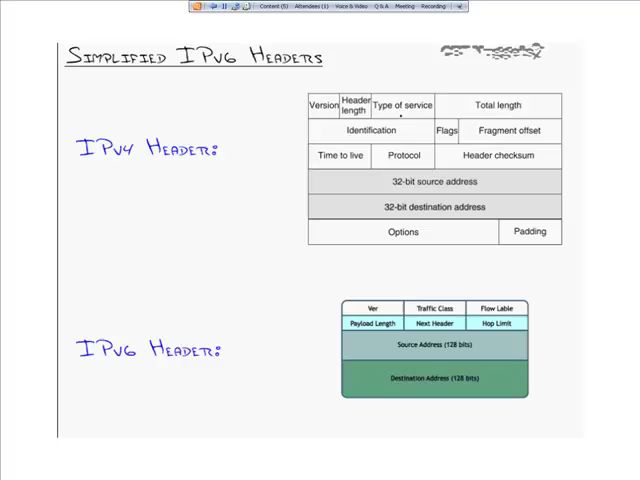 Content (5) Attendees (1) Voice & Video Q & A Meeting Recording
SIMPLIFIED IPV6 HEADERS
Version Header length Type of service Total length
Identification Flags Fragment offset
IPV4 HEADER:
Time to live Protocol Header checksum
32-bit source address
32-bit destination address
Options Padding
Ver Traffic Class Flow Lable
Payload Length Next Header Hop Limit
IPV6 HEADER:
Source Address (128 bits)
Destination Address (128 bits)